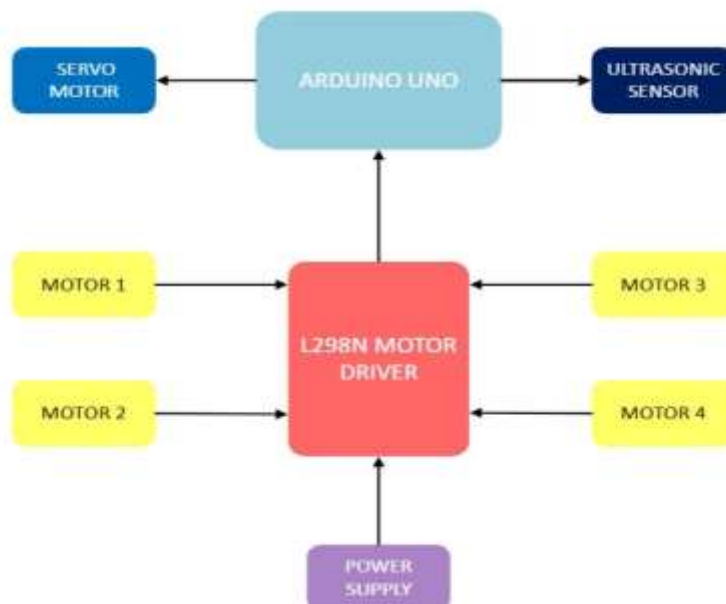 SERVO
MOTOR
ARDUINO UNO
ULTRASONIC
SENSOR
MOTOR 1
MOTOR 3
L298N MOTOR
DRIVER
MOTOR 2
MOTOR 4
POWER
SUPPLY